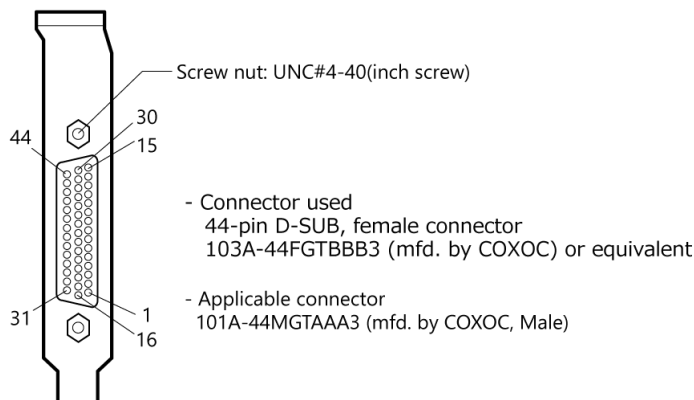 Screw nut: UNC#4-40(inch screw)
30
44
15
- Connector used
44-pin D-SUB, female connector
103A-44FGTBBB3 (mfd. by COXOC) or equivalent
- Applicable connector
101A-44MGTAAA3 (mfd. by COXOC, Male)
31
1
16